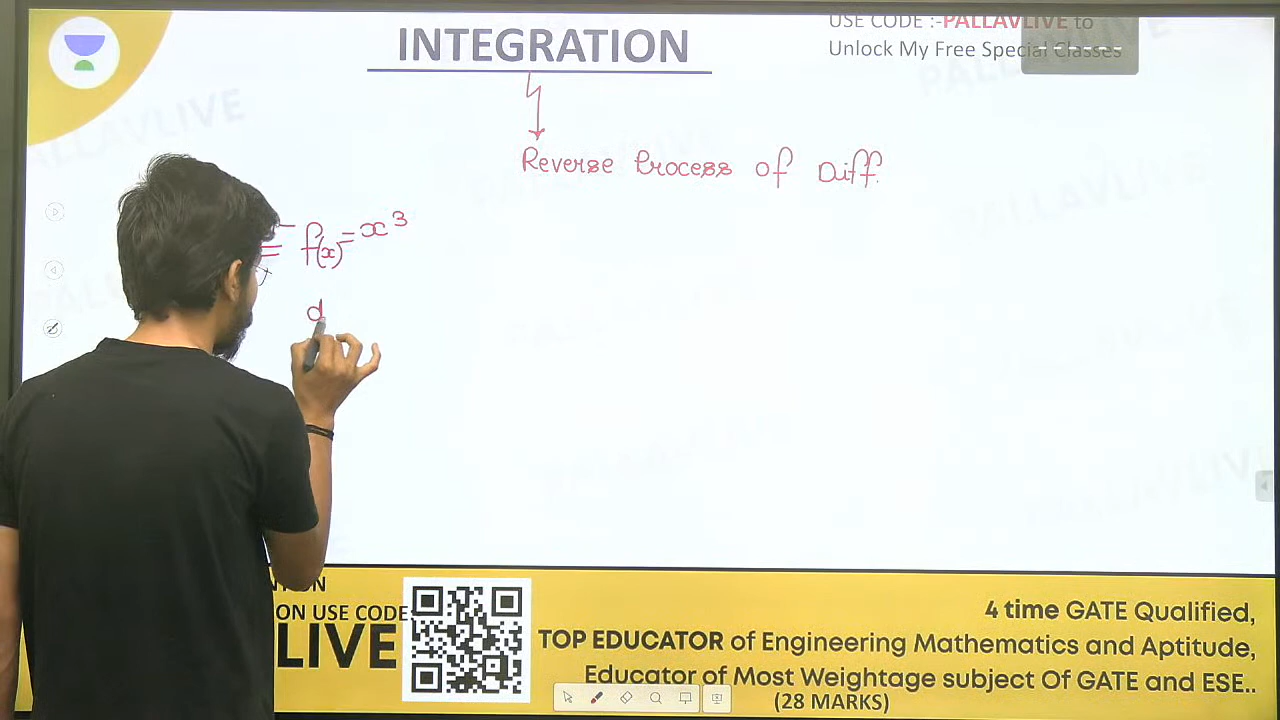 USE CODE :-PALLAVLIVE to
Unlock My Free Special Classes
INTEGRATION
Reverse Process of Diff.
f(x) = x³
d
ON USE CODE:
LIVE
4 time GATE Qualified,
TOP EDUCATOR of Engineering Mathematics and Aptitude,
Educator of Most Weightage subject Of GATE and ESE..
(28 MARKS)
PALLAVLIVE